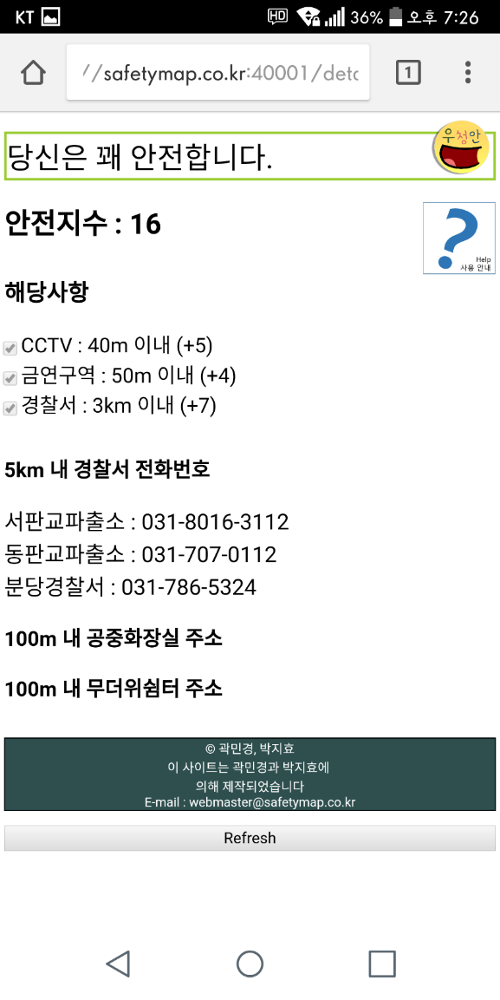 KT HD 36% 오후 7:26
//safetymap.co.kr:40001/deta 1
당신은 꽤 안전합니다.
우청안
안전지수 : 16
?
Help
사용 안내
해당사항
CCTV : 40m 이내 (+5)
금연구역 : 50m 이내 (+4)
경찰서 : 3km 이내 (+7)
5km 내 경찰서 전화번호
서판교파출소 : 031-8016-3112
동판교파출소 : 031-707-0112
분당경찰서 : 031-786-5324
100m 내 공중화장실 주소
100m 내 무더위쉼터 주소
© 곽민경, 박지효
이 사이트는 곽민경과 박지효에
의해 제작되었습니다
E-mail : webmaster@safetymap.co.kr
Refresh